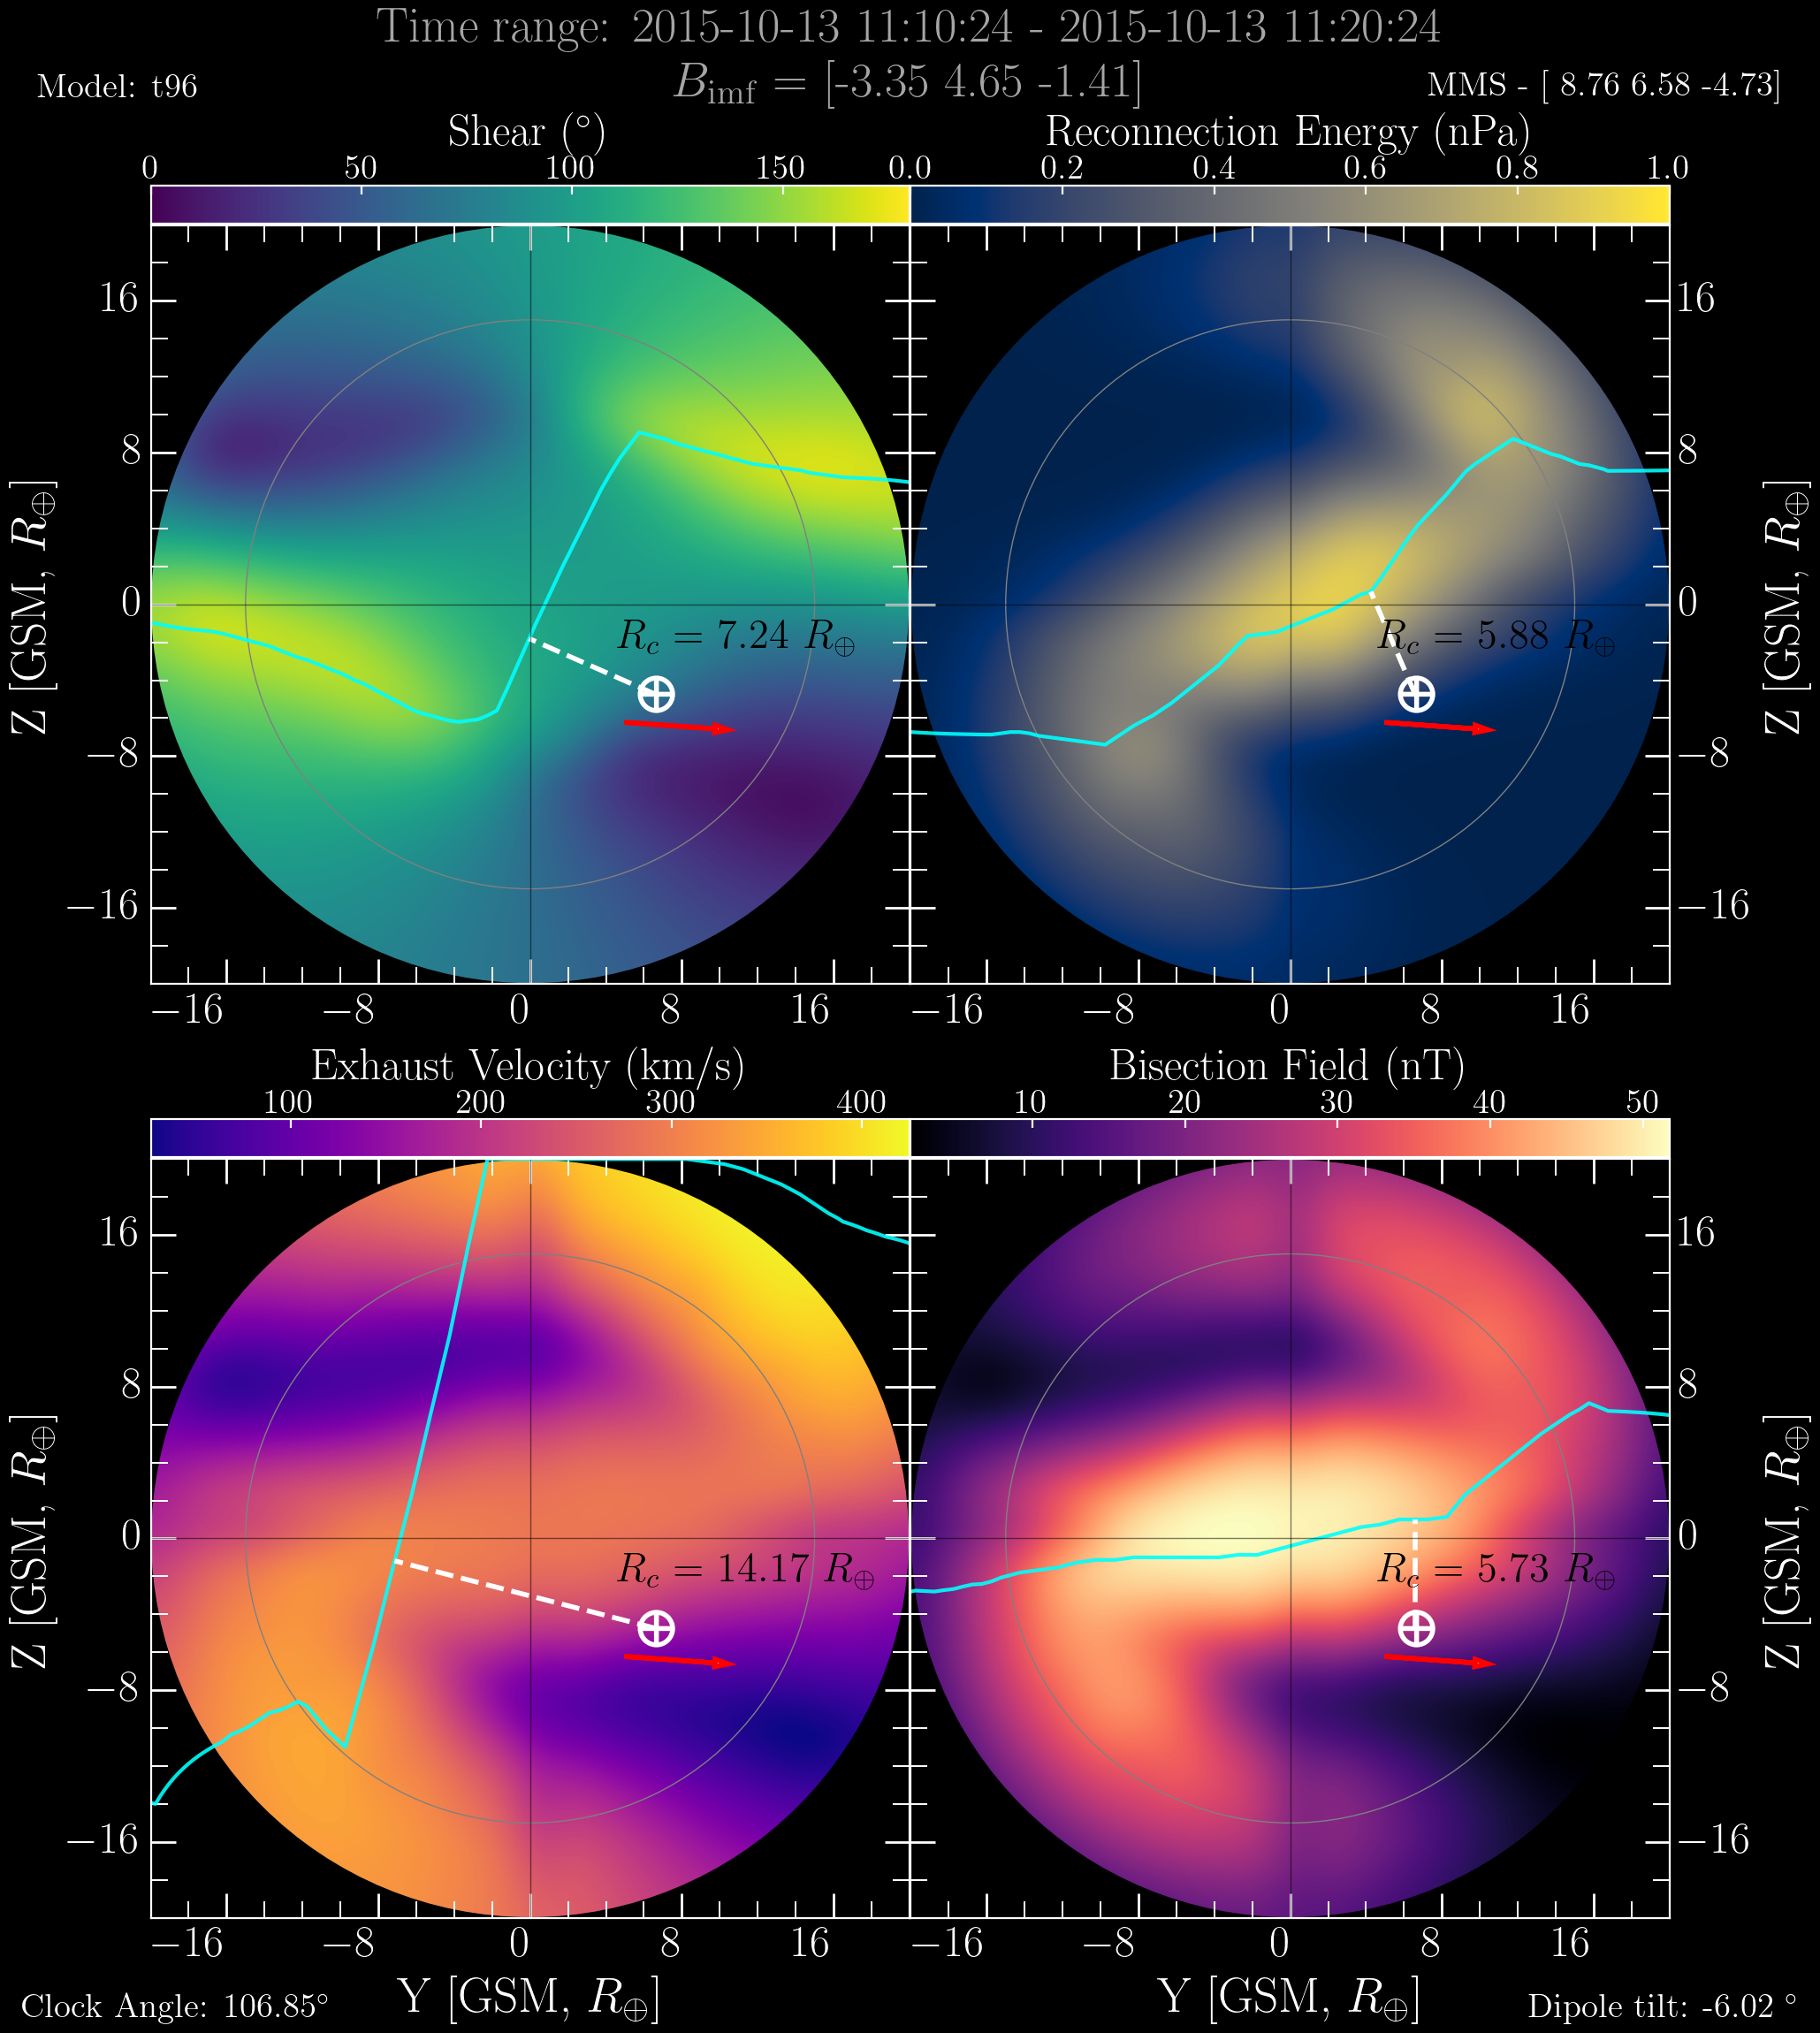 Time range: 2015-10-13 11:10:24 - 2015-10-13 11:20:24
Model: t96
B_imf = [-3.35 4.65 -1.41]
MMS - [ 8.76 6.58 -4.73]
Shear (°)
Reconnection Energy (nPa)
0 50 100 150
0.0 0.2 0.4 0.6 0.8 1.0
16 8 0 −8 −16
Z [GSM, R⊕]
R_c = 7.24 R⊕
R_c = 5.88 R⊕
16 8 0 −8 −16
Z [GSM, R⊕]
−16 −8 0 8 16
−16 −8 0 8 16
Exhaust Velocity (km/s)
Bisection Field (nT)
100 200 300 400
10 20 30 40 50
16 8 0 −8 −16
Z [GSM, R⊕]
R_c = 14.17 R⊕
R_c = 5.73 R⊕
16 8 0 −8 −16
Z [GSM, R⊕]
−16 −8 0 8 16
−16 −8 0 8 16
Y [GSM, R⊕]
Y [GSM, R⊕]
Clock Angle: 106.85°
Dipole tilt: -6.02 °